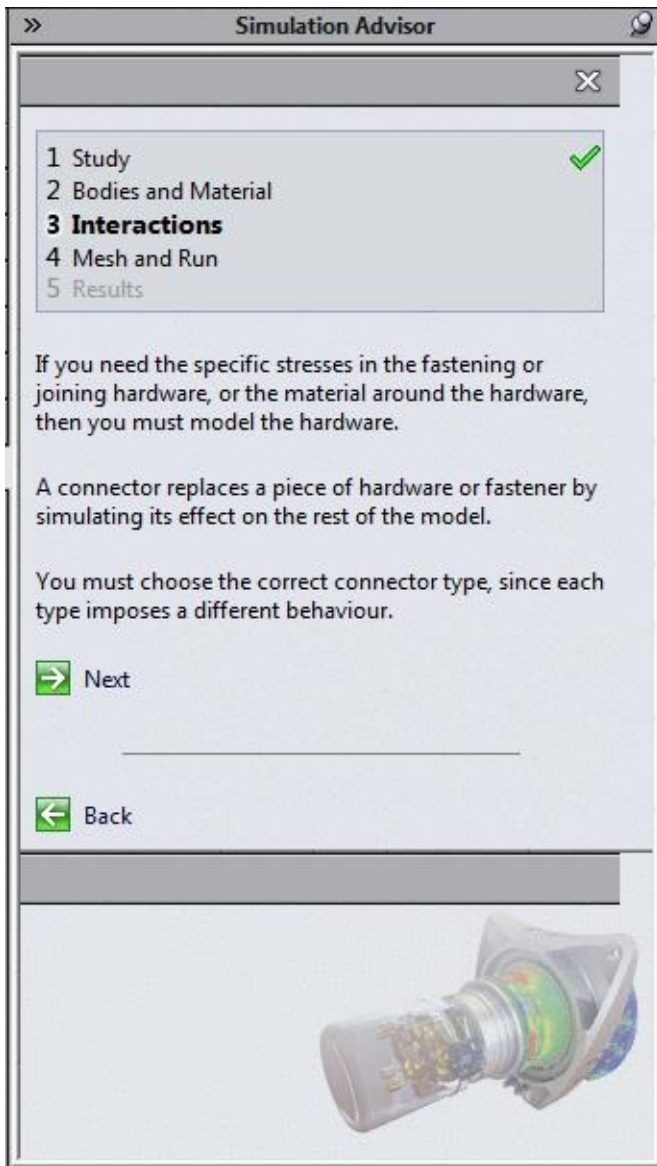 Simulation Advisor
1 Study
2 Bodies and Material
3 Interactions
4 Mesh and Run
5 Results
If you need the specific stresses in the fastening or
joining hardware, or the material around the hardware,
then you must model the hardware.
A connector replaces a piece of hardware or fastener by
simulating its effect on the rest of the model.
You must choose the correct connector type, since each
type imposes a different behaviour.
Next
Back